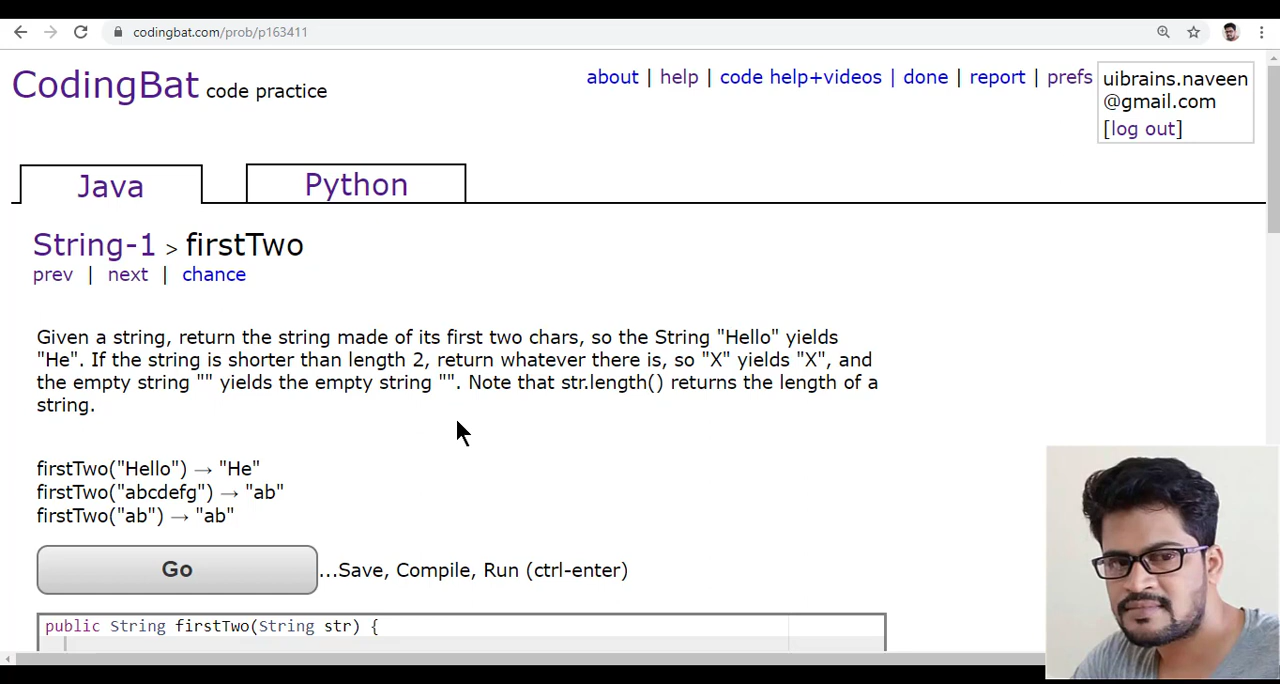 codingbat.com/prob/p163411
CodingBat code practice
about | help | code help+videos | done | report | prefs
uibrains.naveen
@gmail.com
[log out]
Java
Python
String-1 > firstTwo
prev | next | chance
Given a string, return the string made of its first two chars, so the String "Hello" yields
"He". If the string is shorter than length 2, return whatever there is, so "X" yields "X", and
the empty string "" yields the empty string "". Note that str.length() returns the length of a
string.
firstTwo("Hello") → "He"
firstTwo("abcdefg") → "ab"
firstTwo("ab") → "ab"
Go
...Save, Compile, Run (ctrl-enter)
public String firstTwo(String str) {